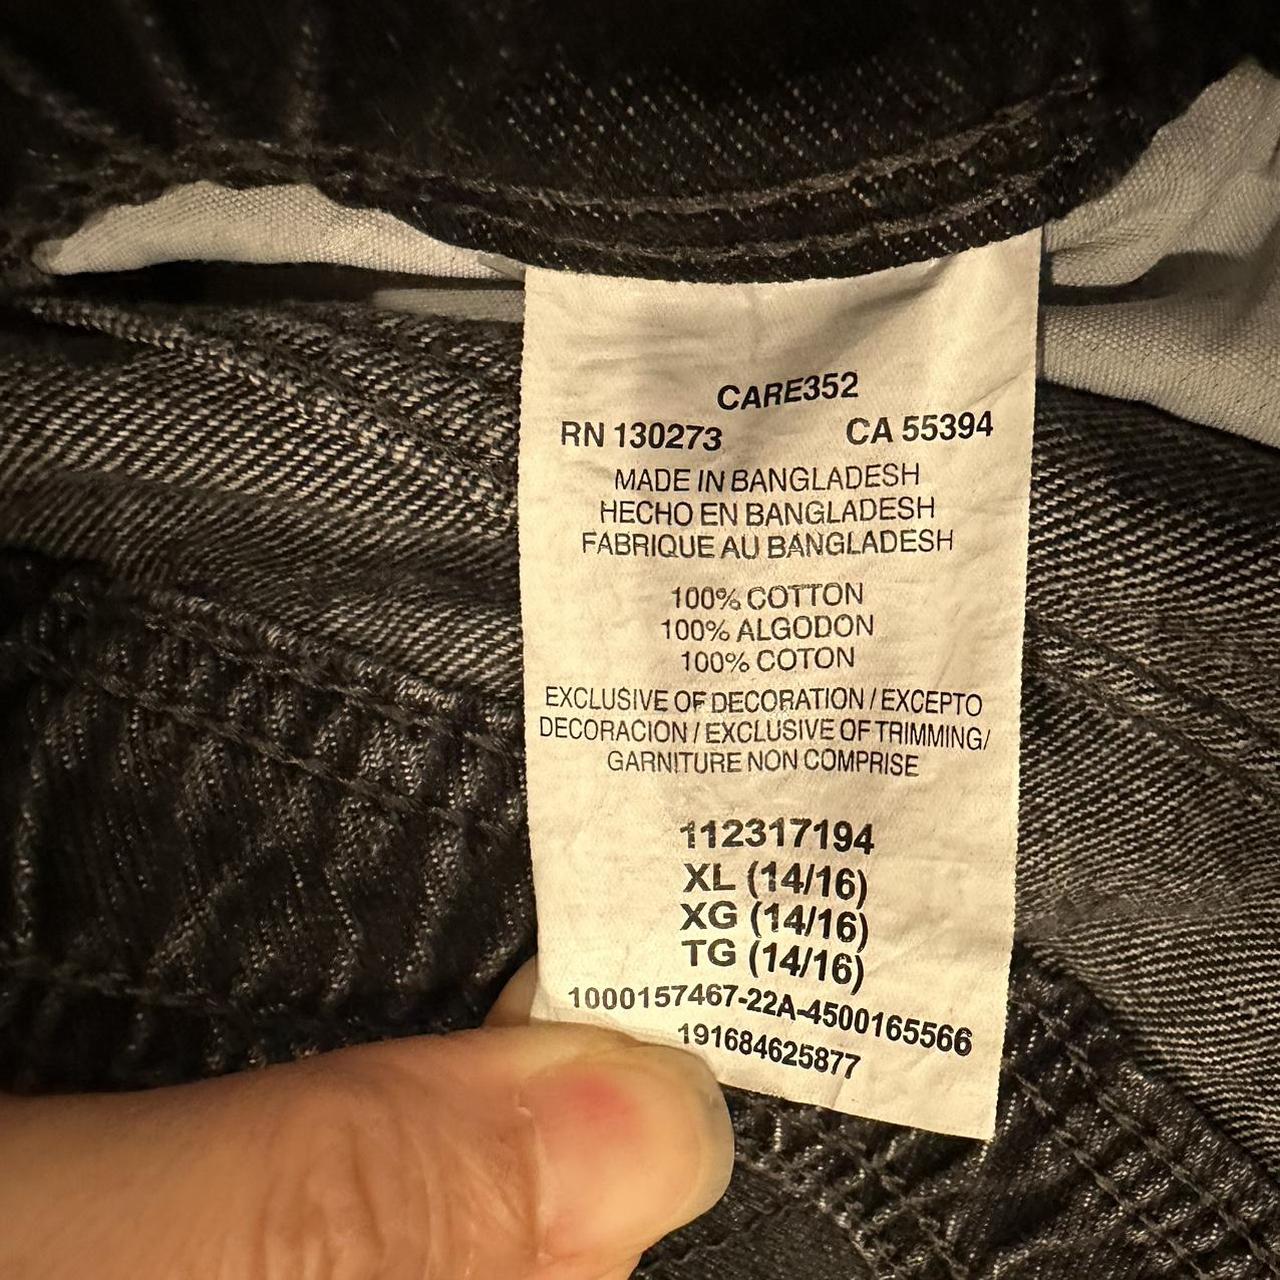 CARE352
RN 130273 CA 55394
MADE IN BANGLADESH
HECHO EN BANGLADESH
FABRIQUE AU BANGLADESH
100% COTTON
100% ALGODON
100% COTON
EXCLUSIVE OF DECORATION / EXCEPTO
DECORACION / EXCLUSIVE OF TRIMMING/
GARNITURE NON COMPRISE
112317194
XL (14/16)
XG (14/16)
TG (14/16)
1000157467-22A-4500165566
191684625877